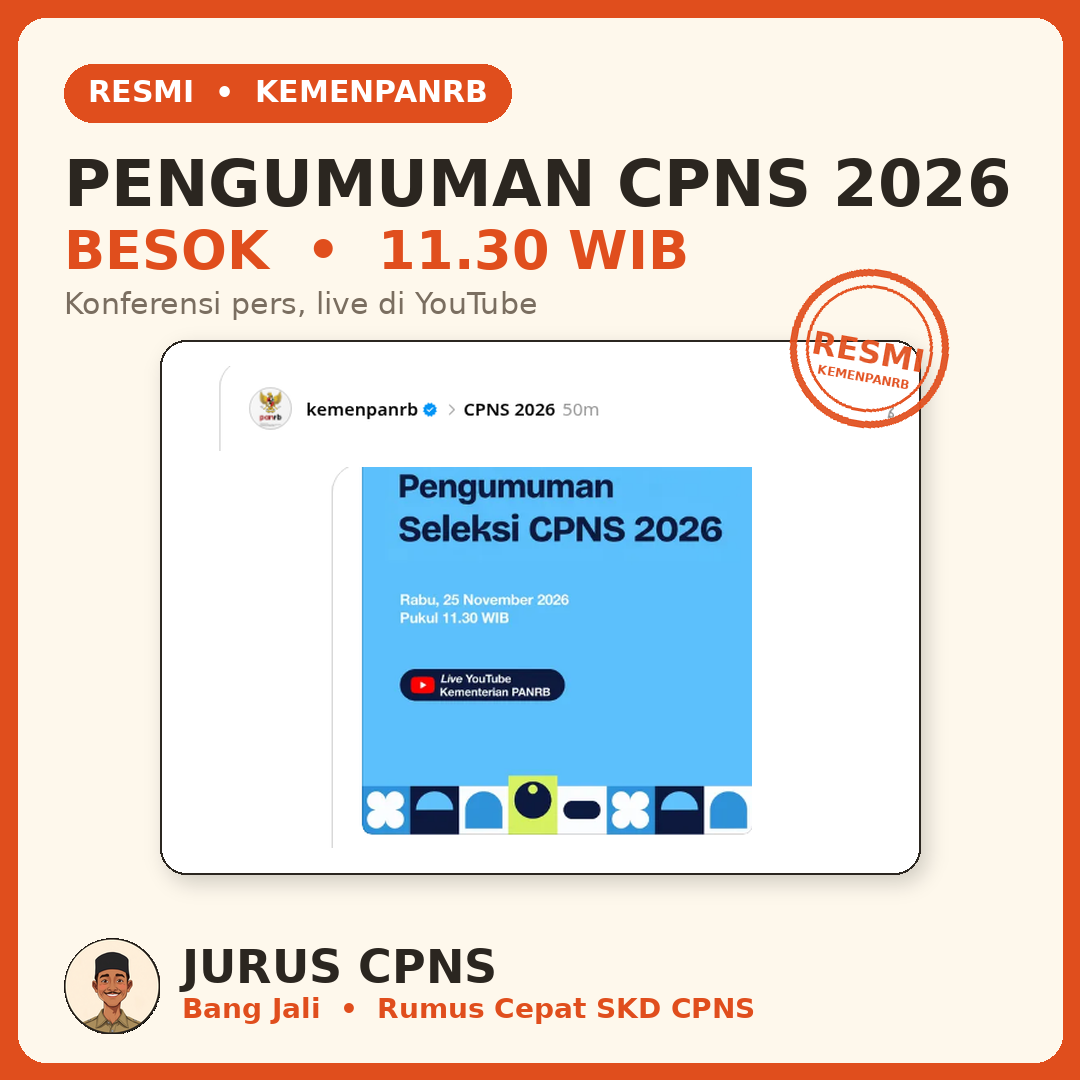 RESMI • KEMENPANRB
PENGUMUMAN CPNS 2026
BESOK • 11.30 WIB
Konferensi pers, live di YouTube
RESMI
KEMENPANRB
panrb
kemenpanrb > CPNS 2026 50m
Pengumuman
Seleksi CPNS 2026
Rabu, 25 November 2026
Pukul 11.30 WIB
Live YouTube
Kementerian PANRB
JURUS CPNS
Bang Jali • Rumus Cepat SKD CPNS